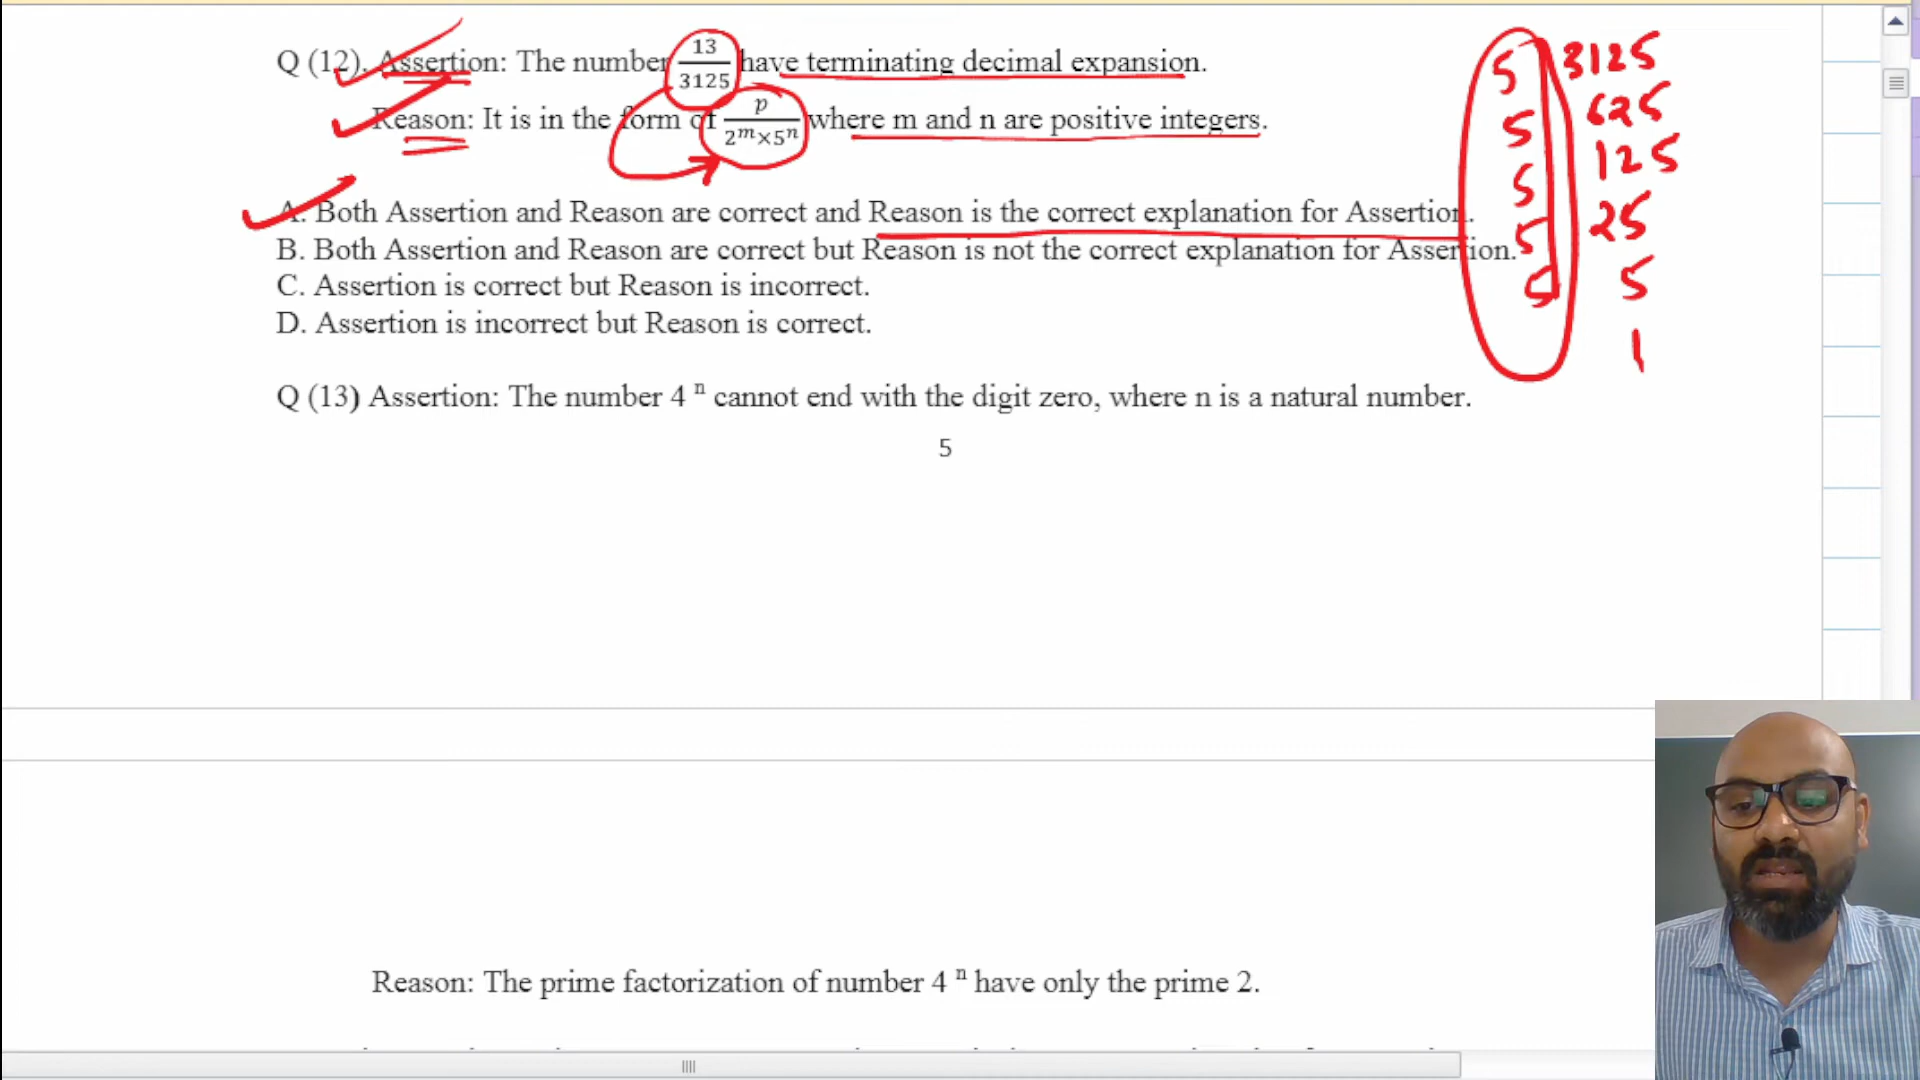 Q (12). Assertion: The number 13/3125 have terminating decimal expansion.
Reason: It is in the form of p/2^m×5^n where m and n are positive integers.
A. Both Assertion and Reason are correct and Reason is the correct explanation for Assertion.
B. Both Assertion and Reason are correct but Reason is not the correct explanation for Assertion.
C. Assertion is correct but Reason is incorrect.
D. Assertion is incorrect but Reason is correct.
5 3125
5 625
5 125
5 25
5 5
1
Q (13) Assertion: The number 4 ^n cannot end with the digit zero, where n is a natural number.
5
Reason: The prime factorization of number 4 ^n have only the prime 2.